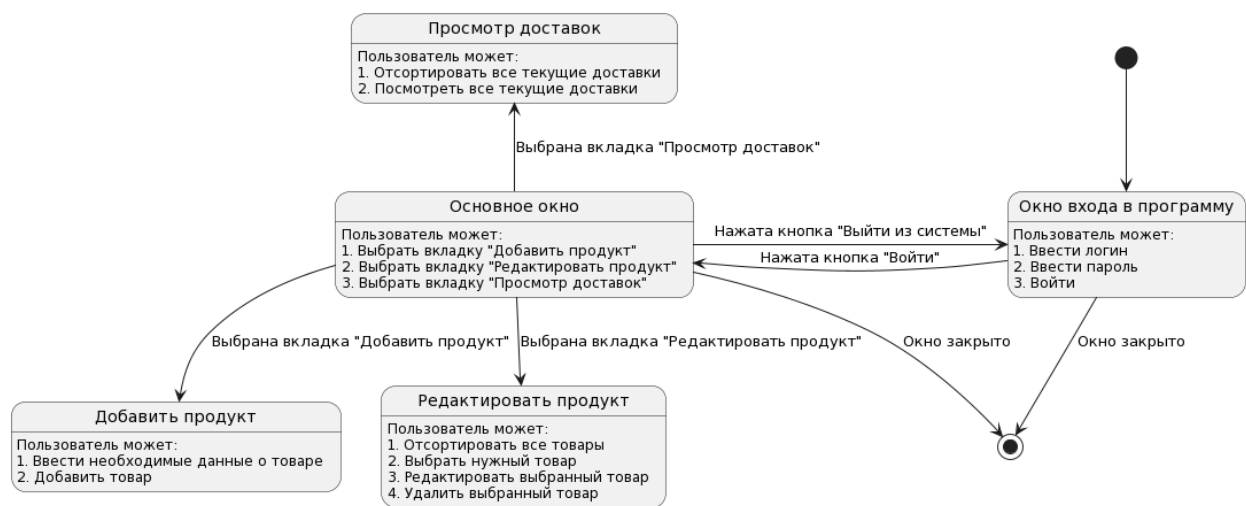 Просмотр доставок
Пользователь может:
1. Отсортировать все текущие доставки
2. Посмотреть все текущие доставки
Выбрана вкладка "Просмотр доставок"
Основное окно
Пользователь может:
1. Выбрать вкладку "Добавить продукт"
2. Выбрать вкладку "Редактировать продукт"
3. Выбрать вкладку "Просмотр доставок"
Нажата кнопка "Выйти из системы"
Нажата кнопка "Войти"
Окно входа в программу
Пользователь может:
1. Ввести логин
2. Ввести пароль
3. Войти
Выбрана вкладка "Добавить продукт"
Выбрана вкладка "Редактировать продукт"
Окно закрыто
Окно закрыто
Добавить продукт
Пользователь может:
1. Ввести необходимые данные о товаре
2. Добавить товар
Редактировать продукт
Пользователь может:
1. Отсортировать все товары
2. Выбрать нужный товар
3. Редактировать выбранный товар
4. Удалить выбранный товар